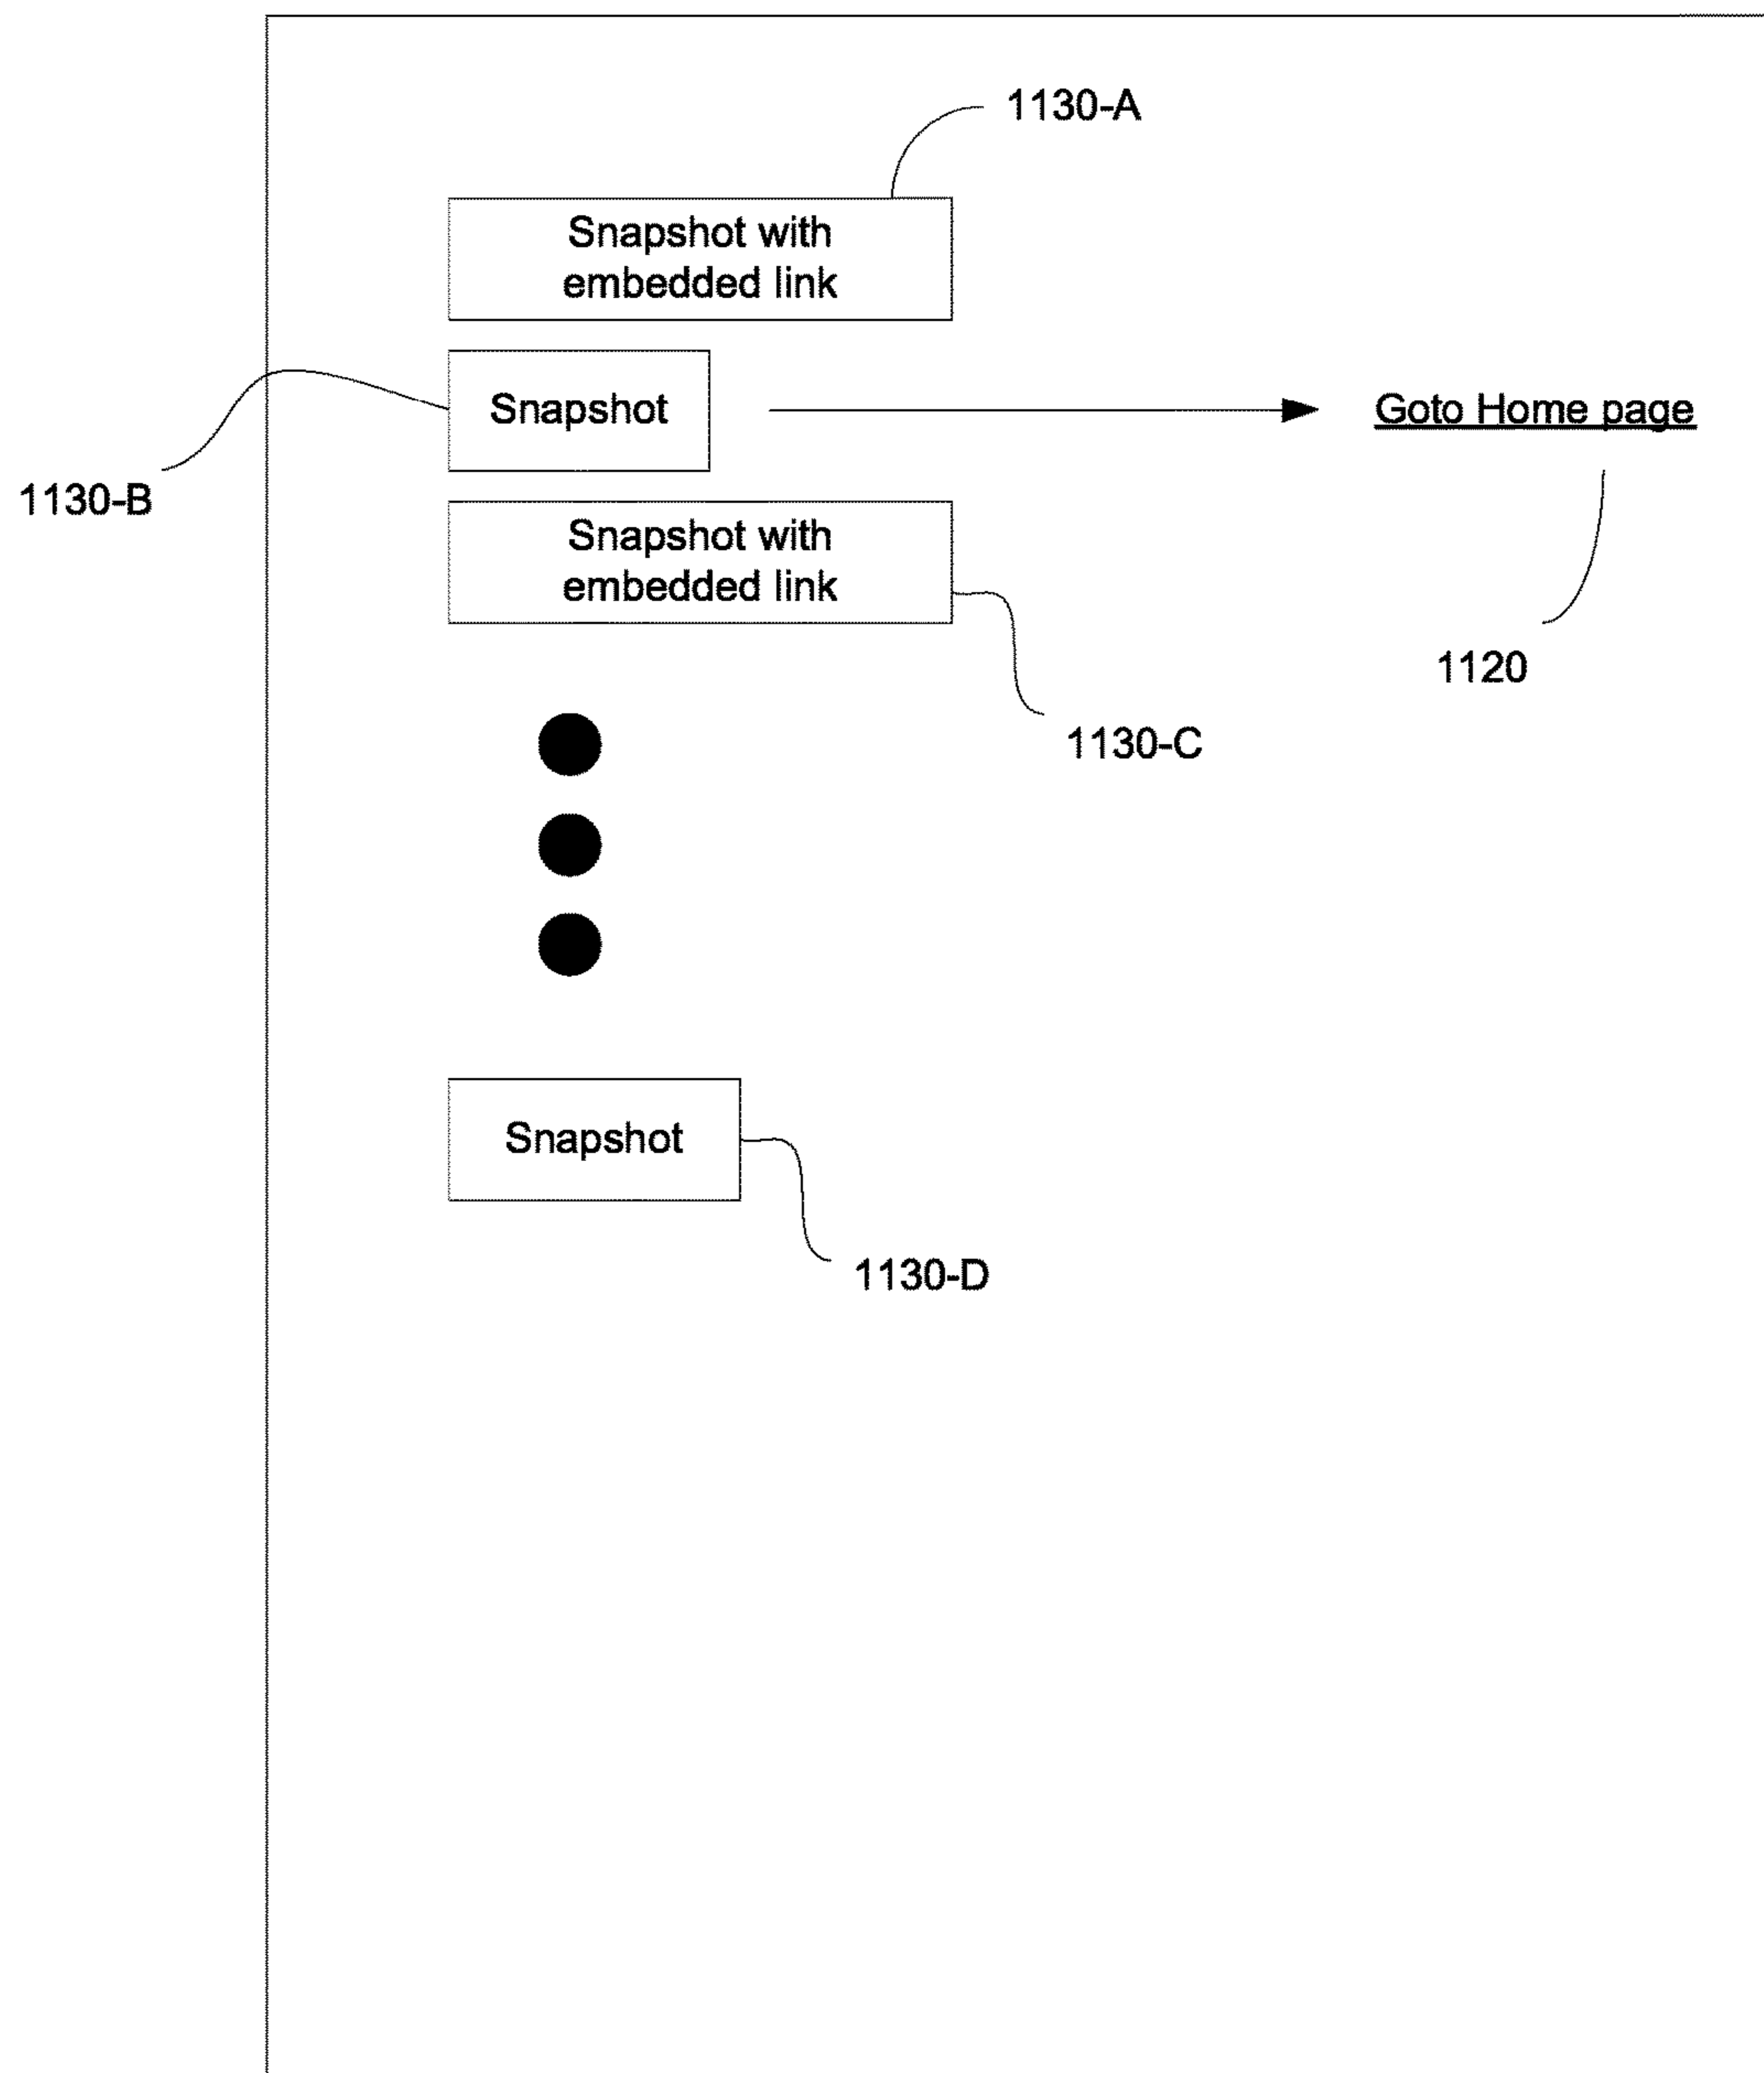 1130-A
Snapshot with
embedded link
Snapshot
Goto Home page
1130-B
Snapshot with
embedded link
1120
1130-C
Snapshot
1130-D